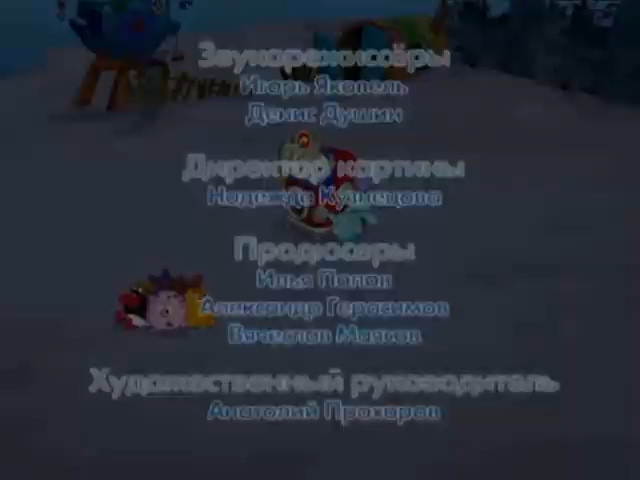 Звукорежиссёры
Игорь Яковель
Денис Душин
Директор картины
Надежда Кузнецова
Продюсеры
Илья Попов
Александр Герасимов
Вячеслав Маяков
Художественный руководитель
Анатолий Прохоров